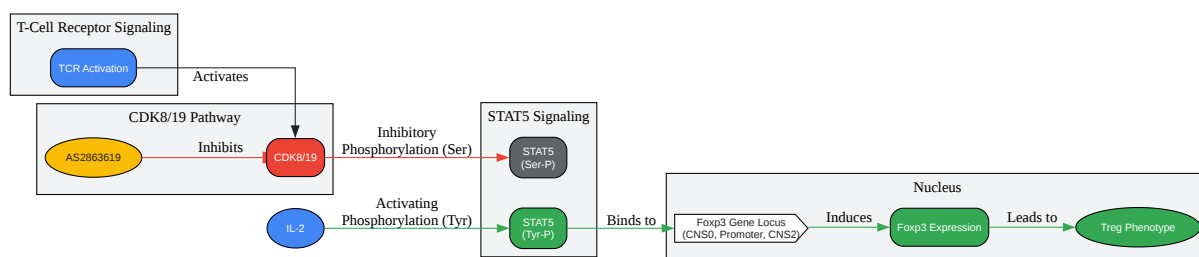 T-Cell Receptor Signaling
TCR Activation
Activates
CDK8/19 Pathway
AS2863619
Inhibits
CDK8/19
Inhibitory
Phosphorylation (Ser)
STAT5 Signaling
STAT5
(Ser-P)
IL-2
Activating
Phosphorylation (Tyr)
STAT5
(Tyr-P)
Binds to
Nucleus
Foxp3 Gene Locus
(CNS0, Promoter, CNS2)
Induces
Foxp3 Expression
Leads to
Treg Phenotype